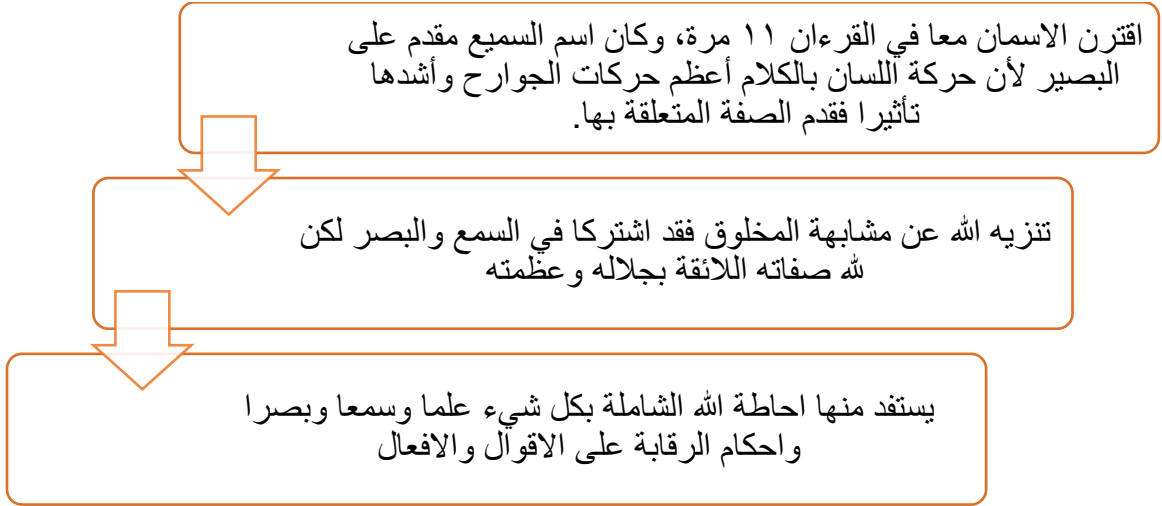 اقترن الاسمان معا في القرءان ١١ مرة، وكان اسم السميع مقدم على
البصير لأن حركة اللسان بالكلام أعظم حركات الجوارح وأشدها
تأثيرا فقدم الصفة المتعلقة بها.
تنزيه الله عن مشابهة المخلوق فقد اشتركا في السمع والبصر لكن
لله صفاته اللائقة بجلاله وعظمته
يستفد منها احاطة الله الشاملة بكل شيء علما وسمعا وبصرا
واحكام الرقابة على الاقوال والافعال